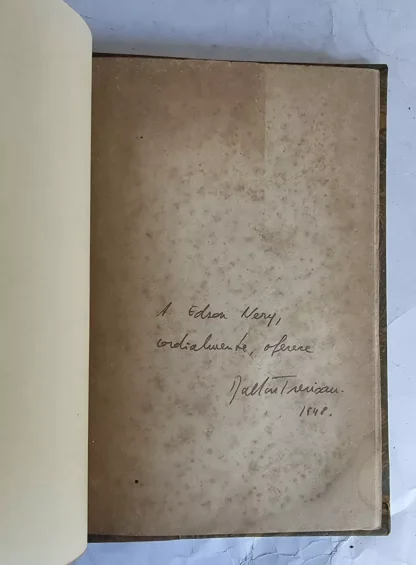 A Edson Nery,
cordialmente, oferece
Dalton Trevisan.
1948.